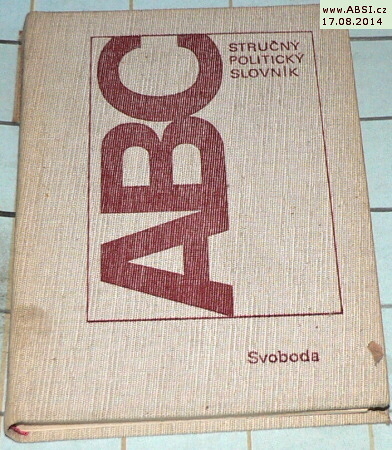 www.ABSI.cz
17.08.2014
ABC
STRUČNÝ
POLITICKÝ
SLOVNÍK
Svoboda